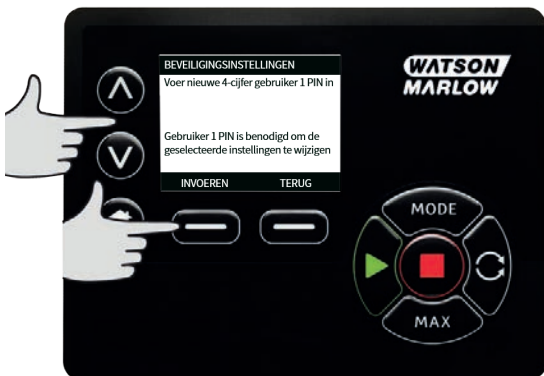 BEVEILIGINGSINSTELLINGEN
Voer nieuwe 4-cijfer gebruiker 1 PIN in
Gebruiker 1 PIN is benodigd om de
geselecteerde instellingen te wijzigen
INVOEREN TERUG
WATSON
MARLOW
MODE
MAX